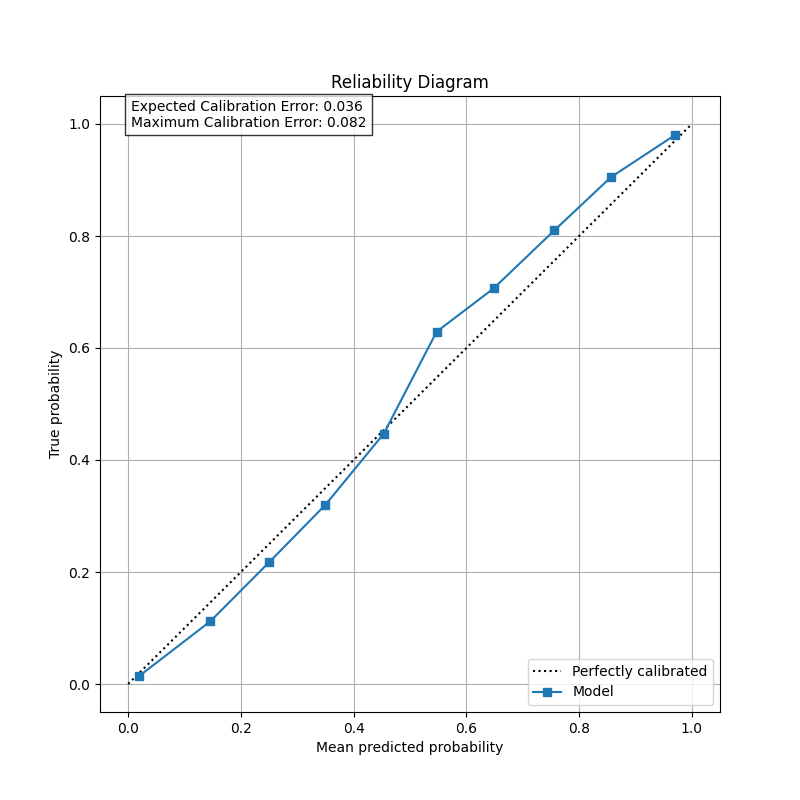 Reliability Diagram
Expected Calibration Error: 0.036
Maximum Calibration Error: 0.082
1.0
0.8
0.6
0.4
0.2
0.0
True probability
0.0 0.2 0.4 0.6 0.8 1.0
Mean predicted probability
Perfectly calibrated
Model